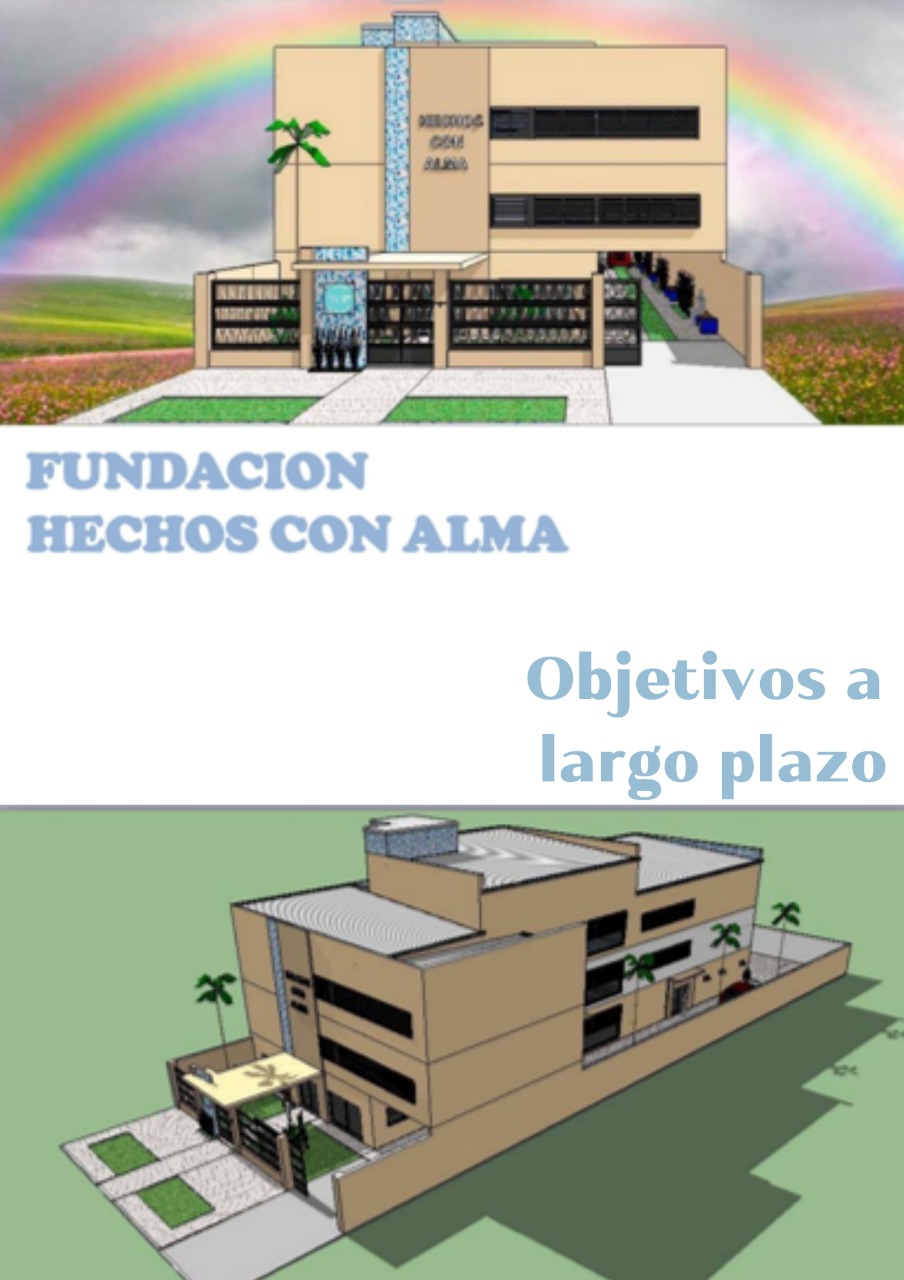 HECHOS
CON
ALMA
FUNDACION
HECHOS CON ALMA
Objetivos a
largo plazo